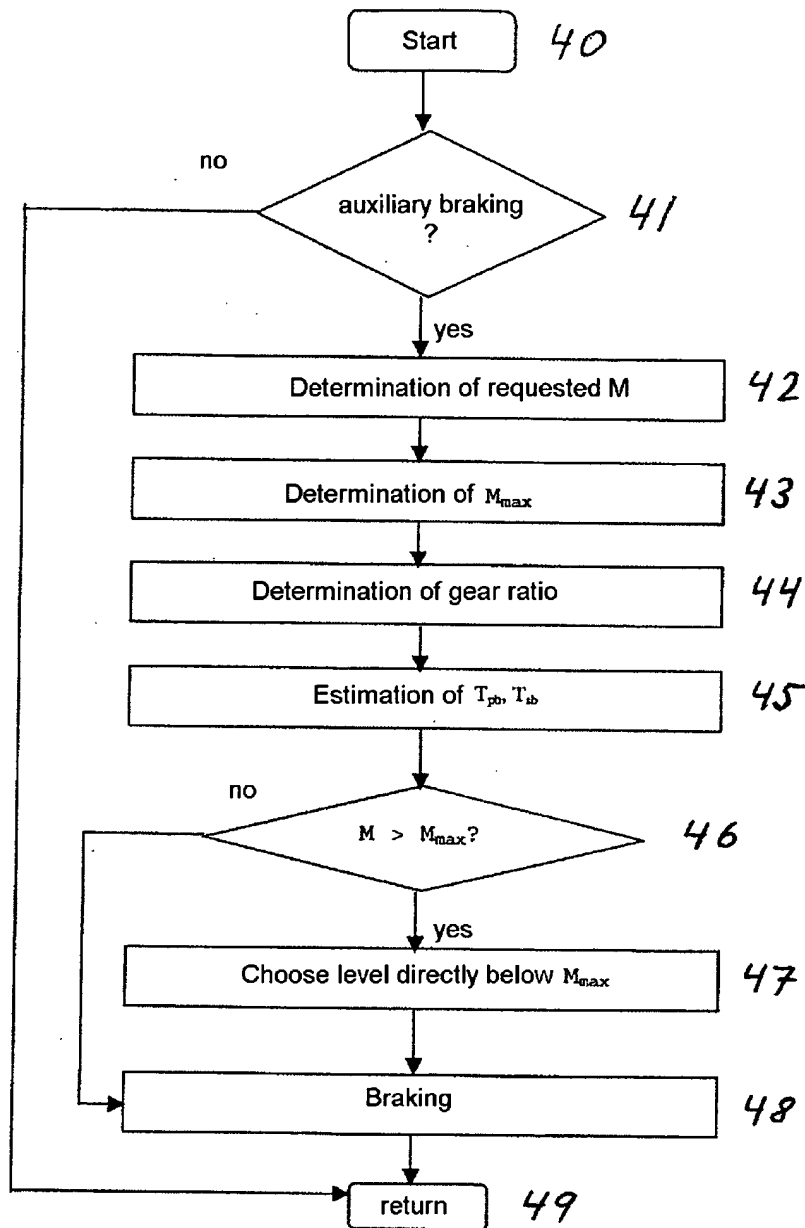 Start 40
no
auxiliary braking
?
41
yes
Determination of requested M 42
Determination of Mmax 43
Determination of gear ratio 44
Estimation of Tpb, Tsb 45
no
M > Mmax? 46
yes
Choose level directly below Mmax 47
Braking 48
return 49